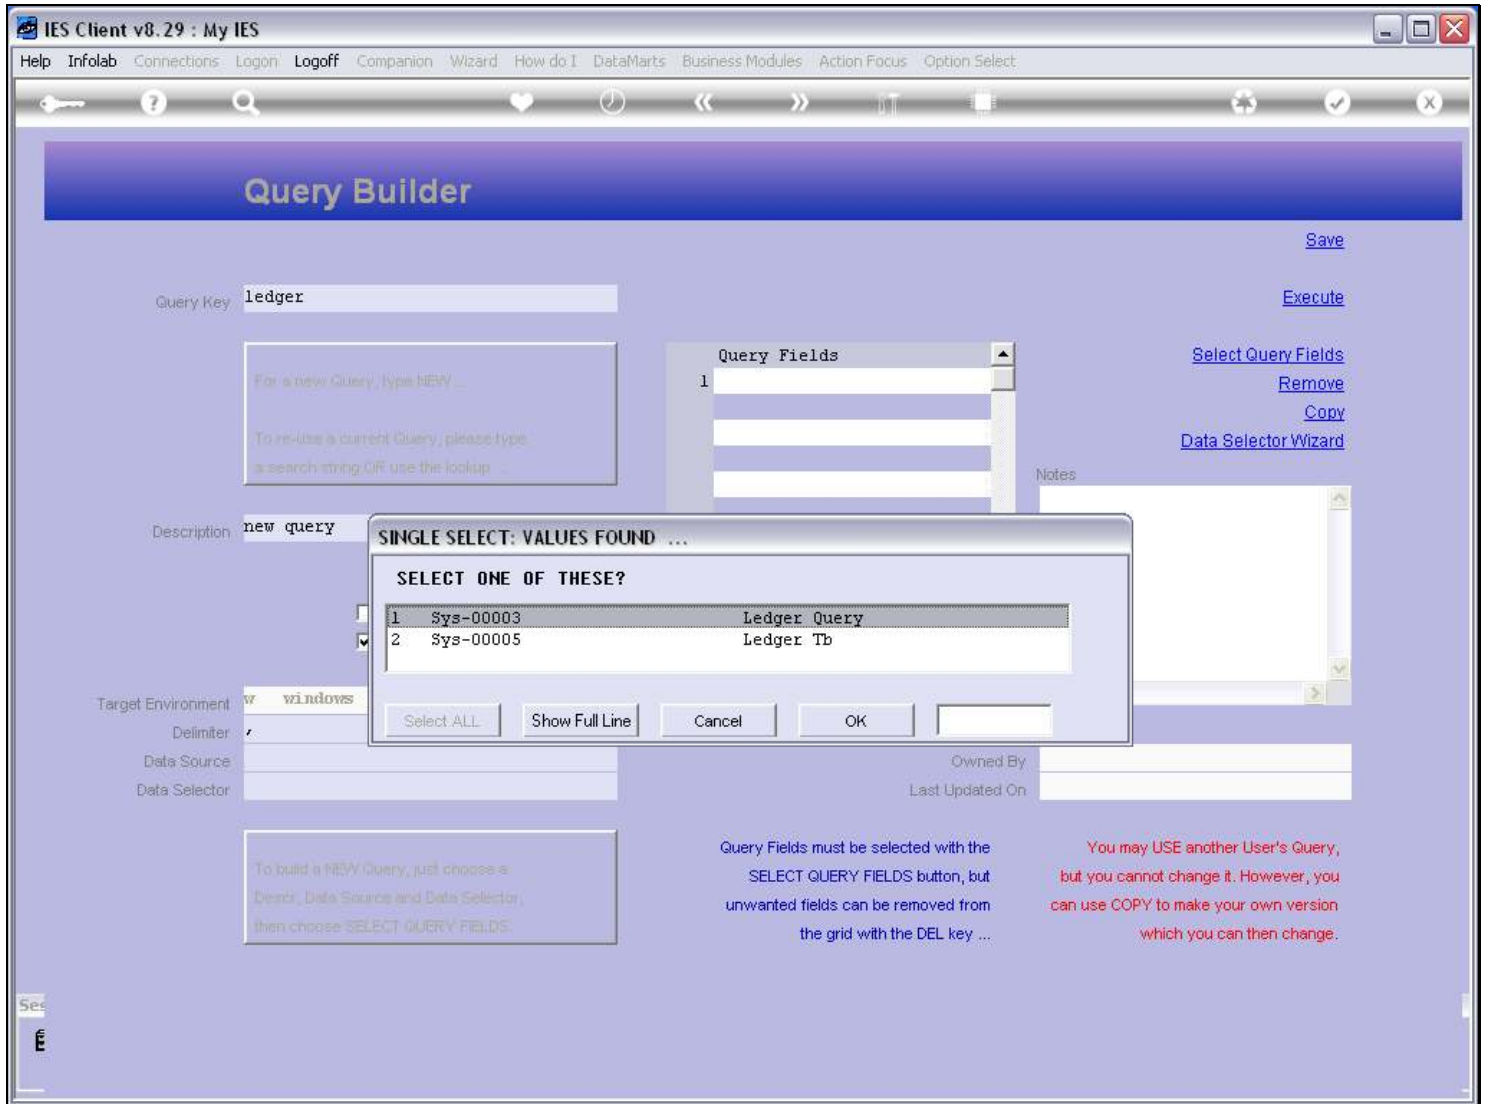 IES Client v8.29 : My IES
Help Infolab Connections Logon Logoff Companion Wizard How do I DataMarts Business Modules Action Focus Option Select
Query Builder
Save
Query Key ledger
Execute
For a new Query, type NEW ...
To re-use a current Query, please type
a search string OR use the lookup ...
Query Fields
1
Select Query Fields
Remove
Copy
Data Selector Wizard
Notes
Description new query
SINGLE SELECT: VALUES FOUND ...
SELECT ONE OF THESE?
1 Sys-00003 Ledger Query
2 Sys-00005 Ledger Tb
Select ALL Show Full Line Cancel OK
Target Environment w windows
Delimiter ,
Data Source
Data Selector
Owned By
Last Updated On
To build a NEW Query, just choose a
Descr, Data Source and Data Selector,
then choose SELECT QUERY FIELDS.
Query Fields must be selected with the
SELECT QUERY FIELDS button, but
unwanted fields can be removed from
the grid with the DEL key ...
You may USE another User's Query,
but you cannot change it. However, you
can use COPY to make your own version
which you can then change.
Ses